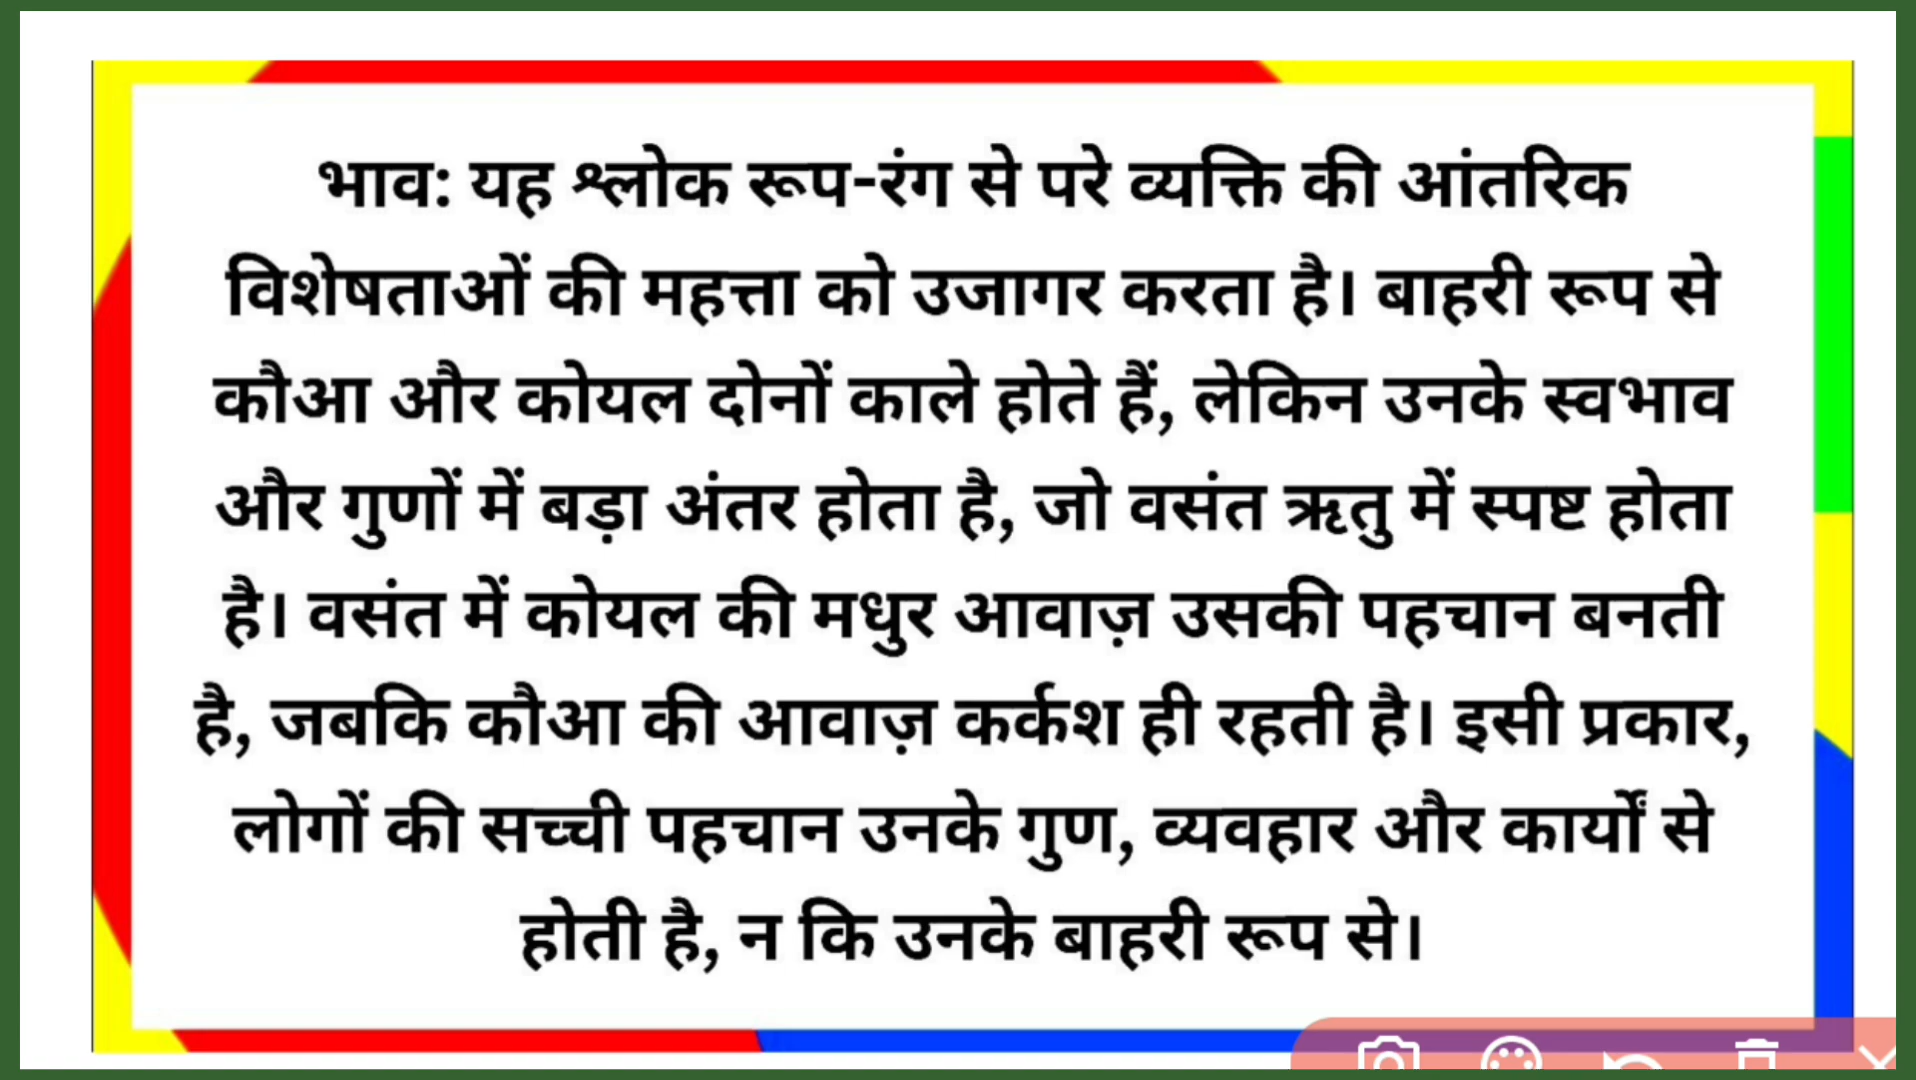 भाव: यह श्लोक रूप-रंग से परे व्यक्ति की आंतरिक
विशेषताओं की महत्ता को उजागर करता है। बाहरी रूप से
कौआ और कोयल दोनों काले होते हैं, लेकिन उनके स्वभाव
और गुणों में बड़ा अंतर होता है, जो वसंत ऋतु में स्पष्ट होता
है। वसंत में कोयल की मधुर आवाज़ उसकी पहचान बनती
है, जबकि कौआ की आवाज़ कर्कश ही रहती है। इसी प्रकार,
लोगों की सच्ची पहचान उनके गुण, व्यवहार और कार्यों से
होती है, न कि उनके बाहरी रूप से।